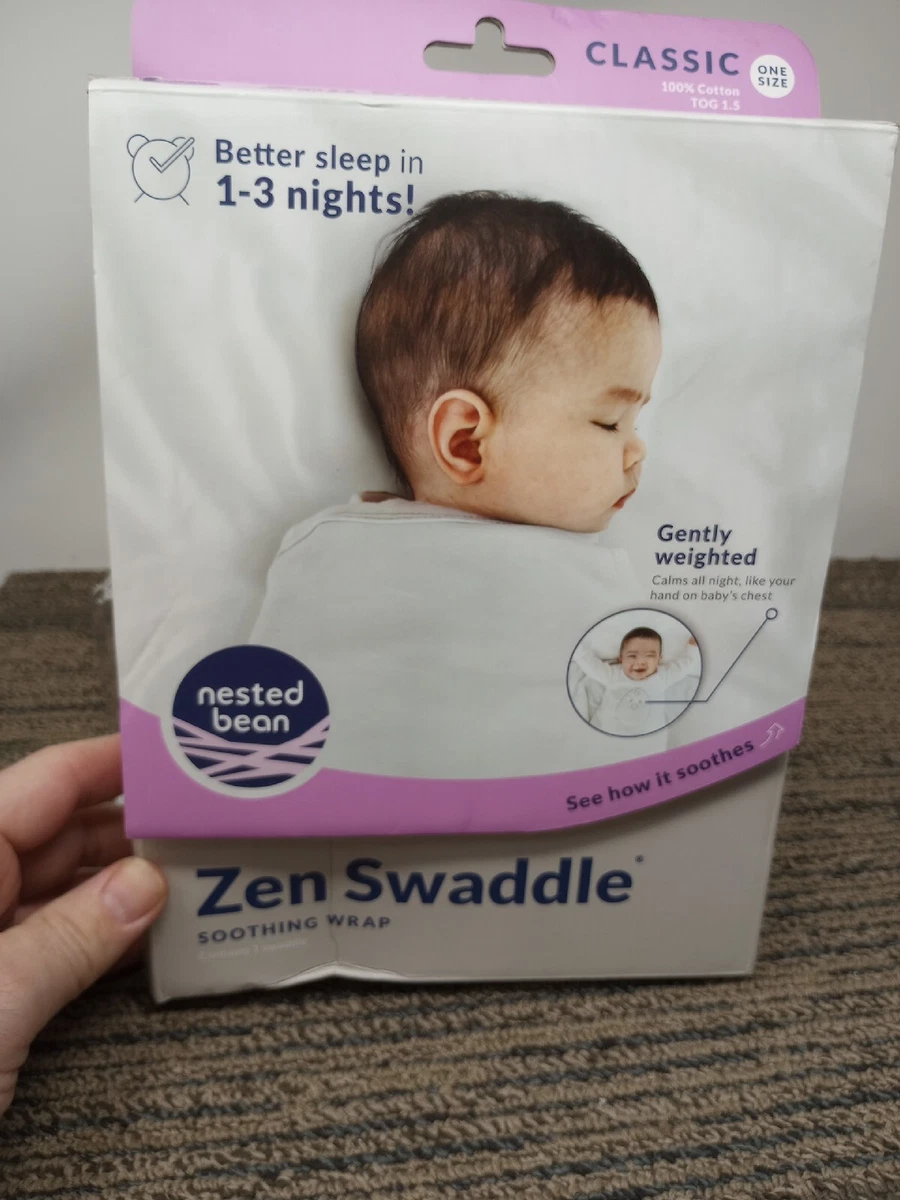 CLASSIC
ONE
SIZE
100% Cotton
TOG 1.5
Better sleep in
1-3 nights!
Gently
weighted
Calms all night, like your
hand on baby's chest
nested
bean
See how it soothes
Zen Swaddle®
SOOTHING WRAP